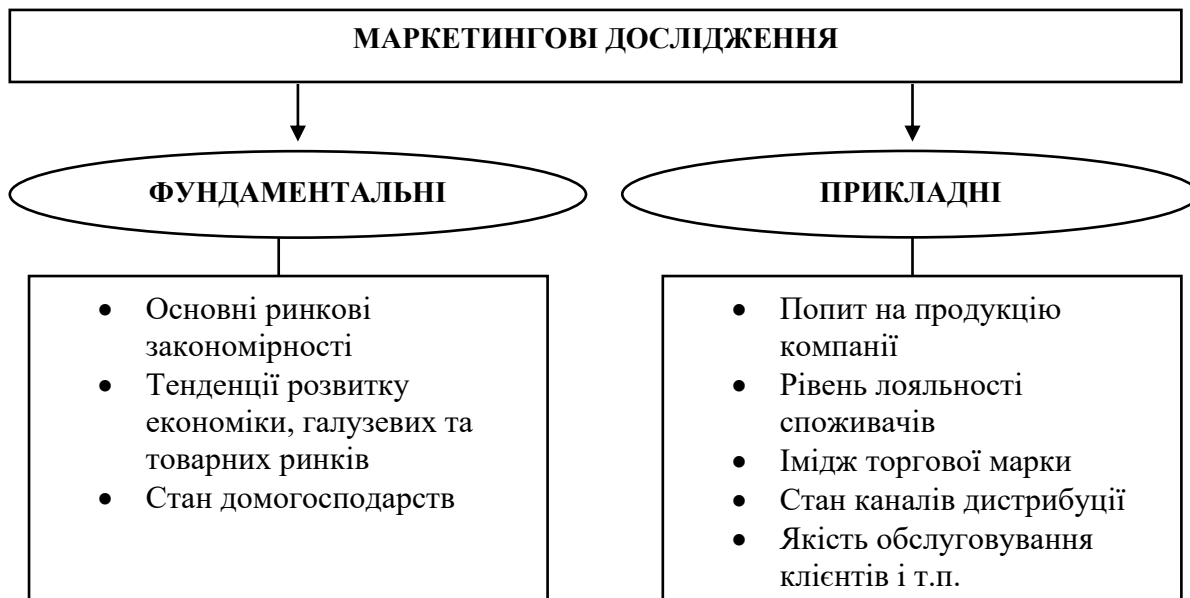 МАРКЕТИНГОВІ ДОСЛІДЖЕННЯ
ФУНДАМЕНТАЛЬНІ
ПРИКЛАДНІ
• Основні ринкові
закономірності
• Тенденції розвитку
економіки, галузевих та
товарних ринків
• Стан домогосподарств
• Попит на продукцію
компанії
• Рівень лояльності
споживачів
• Імідж торгової марки
• Стан каналів дистрибуції
• Якість обслуговування
клієнтів і т.п.